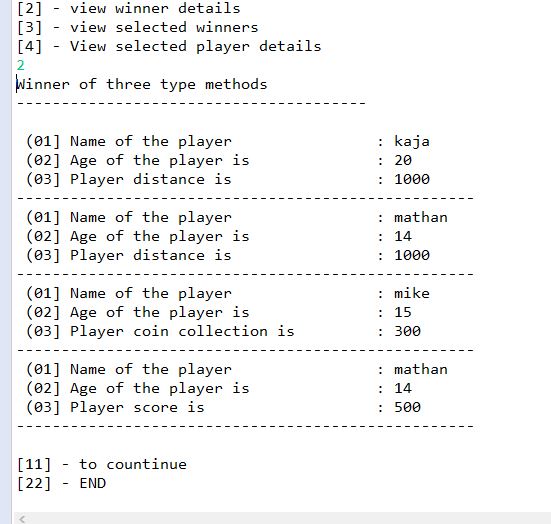 [2] - view winner details
[3] - view selected winners
[4] - View selected player details
2
Winner of three type methods
---------------------------------------
(01] Name of the player : kaja
(02] Age of the player is : 20
(03] Player distance is : 1000
---------------------------------------------------
(01] Name of the player : mathan
(02] Age of the player is : 14
(03] Player distance is : 1000
---------------------------------------------------
(01] Name of the player : mike
(02] Age of the player is : 15
(03] Player coin collection is : 300
---------------------------------------------------
(01] Name of the player : mathan
(02] Age of the player is : 14
(03] Player score is : 500
---------------------------------------------------
[11] - to countinue
[22] - END